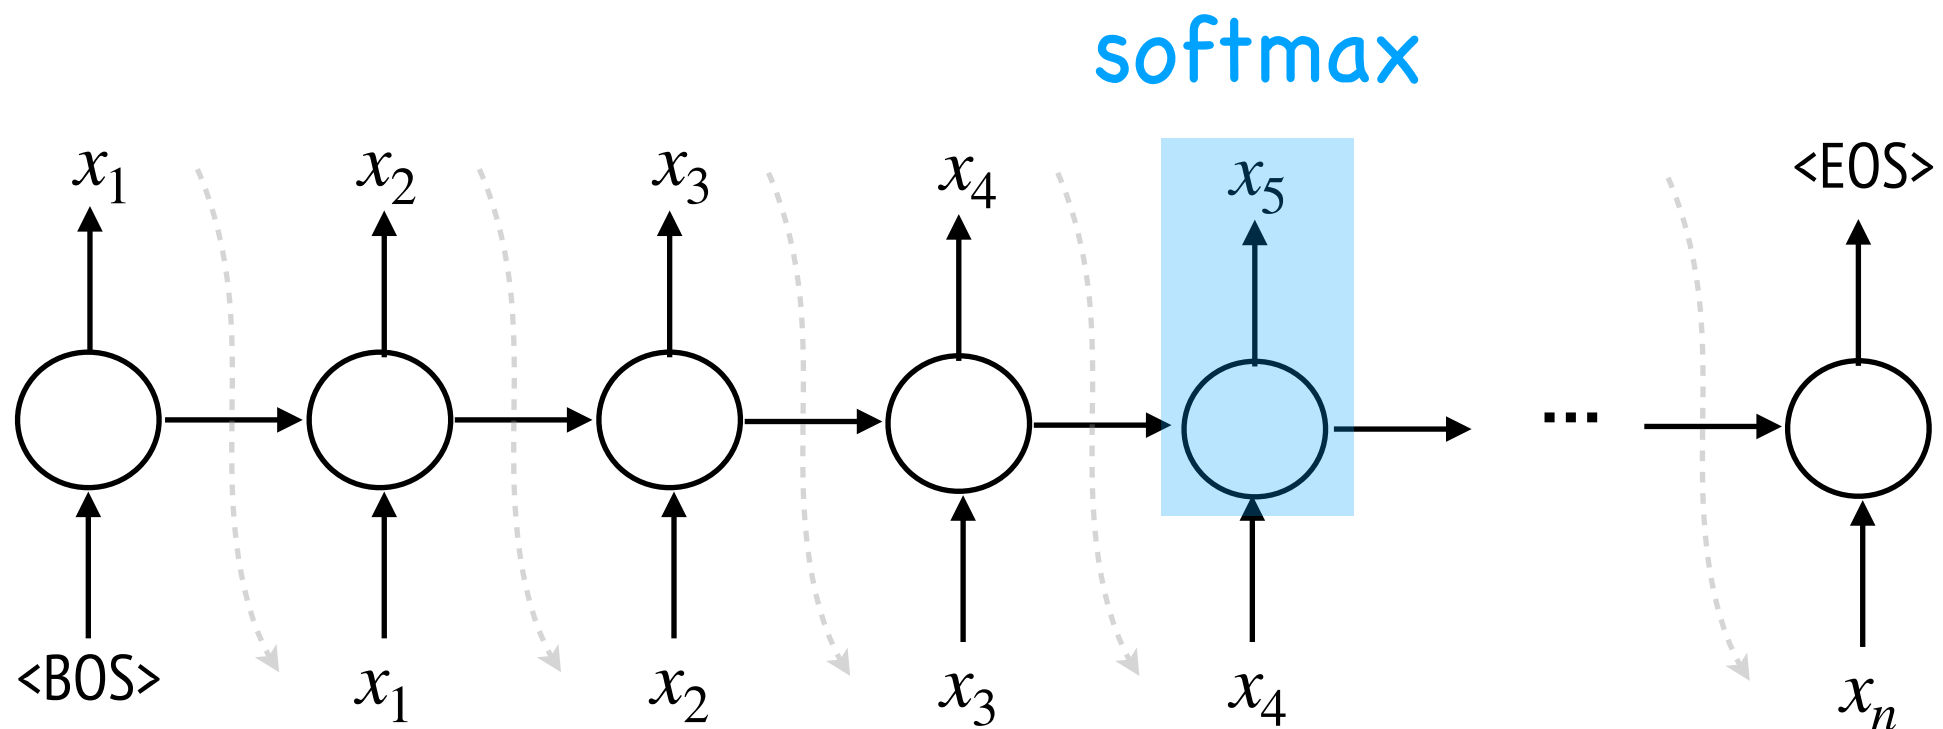 softmax
x1 x2 x3 x4 x5 <EOS>
...
<BOS> x1 x2 x3 x4 xn